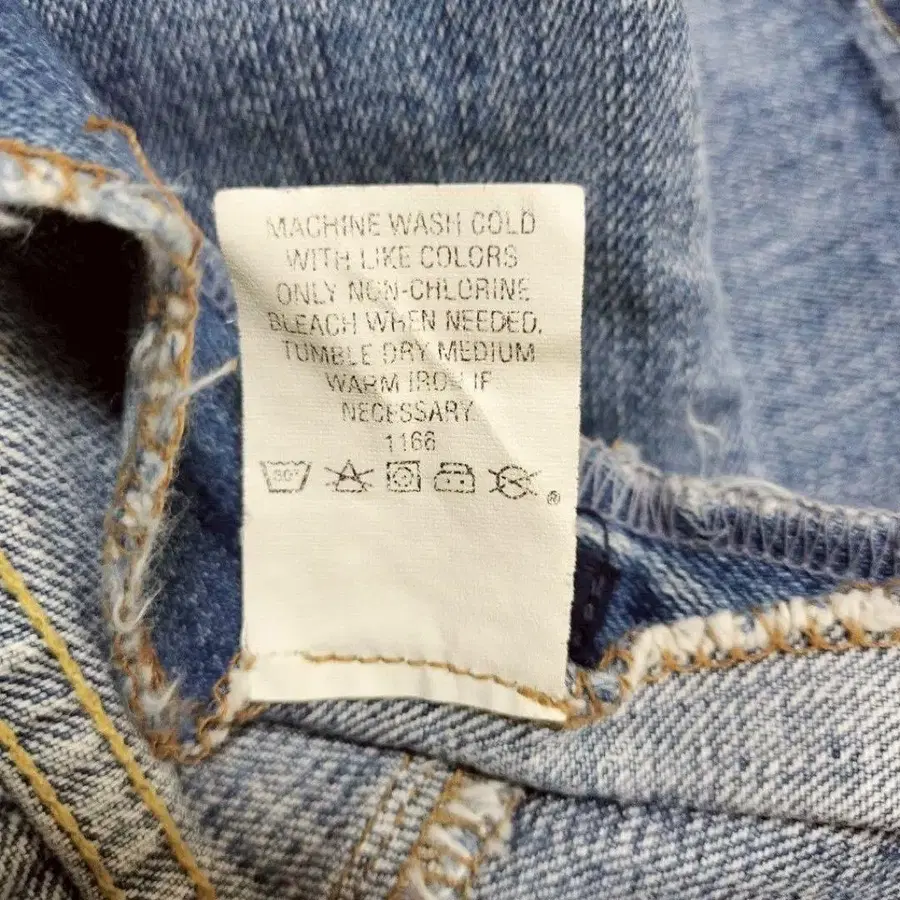 MACHINE WASH COLD
WITH LIKE COLORS
ONLY NON-CHLORINE
BLEACH WHEN NEEDED.
TUMBLE DRY MEDIUM
WARM IRON IF
NECESSARY.
1166
®